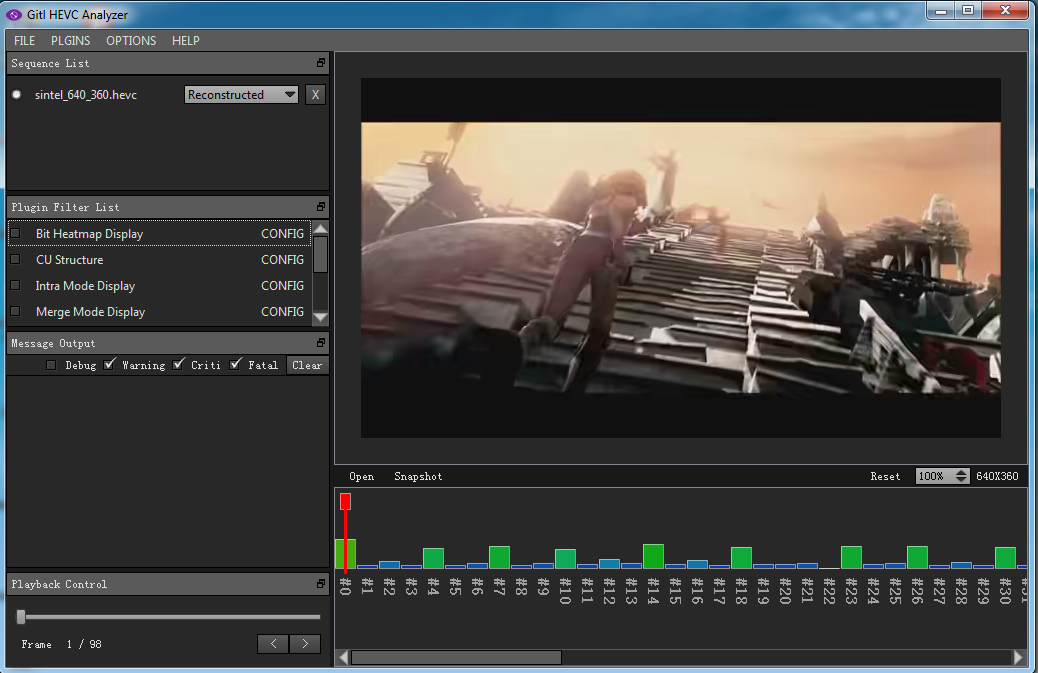 Gitl HEVC Analyzer
FILE PLGINS OPTIONS HELP
Sequence List
sintel_640_360.hevc Reconstructed X
Plugin Filter List
Bit Heatmap Display CONFIG
CU Structure CONFIG
Intra Mode Display CONFIG
Merge Mode Display CONFIG
Message Output
Debug Warning Criti Fatal Clear
Playback Control
Frame 1 / 98 < >
Open Snapshot Reset 100% 640X360
#0 #1 #2 #3 #4 #5 #6 #7 #8 #9 #10 #11 #12 #13 #14 #15 #16 #17 #18 #19 #20 #21 #22 #23 #24 #25 #26 #27 #28 #29 #30